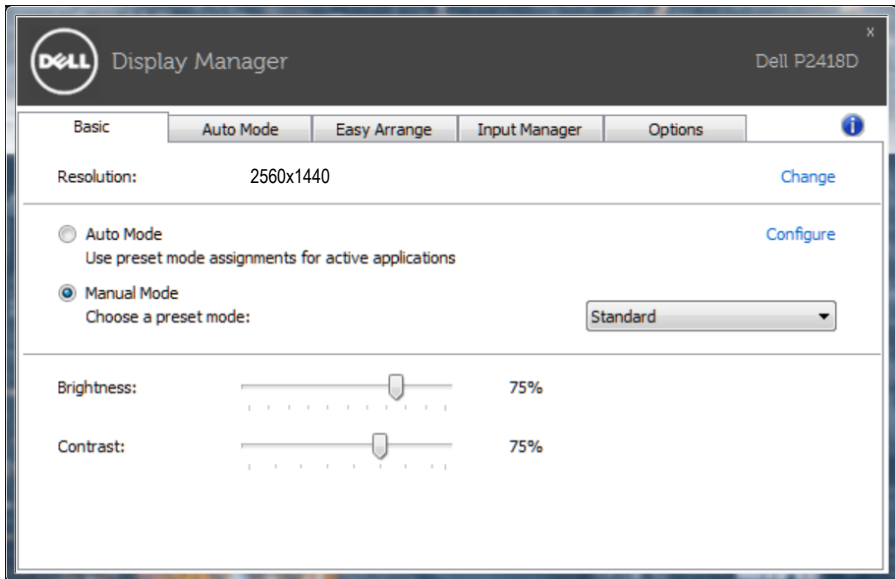 x
DELL Display Manager Dell P2418D
Basic Auto Mode Easy Arrange Input Manager Options i
Resolution: 2560x1440 Change
Auto Mode Configure
Use preset mode assignments for active applications
Manual Mode
Choose a preset mode: Standard
Brightness: 75%
Contrast: 75%